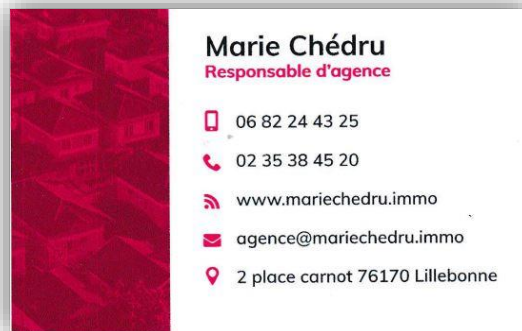 Marie Chédru
Responsable d'agence
06 82 24 43 25
02 35 38 45 20
www.mariechedru.immo
agence@mariechedru.immo
2 place carnot 76170 Lillebonne